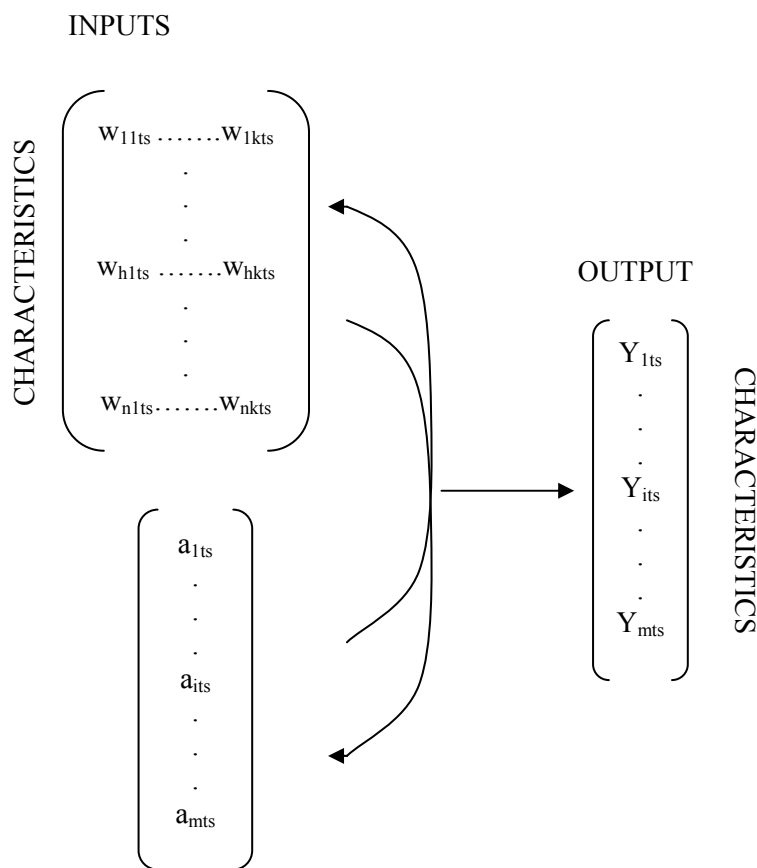 INPUTS
CHARACTERISTICS
w11ts .......w1kts
.
.
.
wh1ts .......whkts
.
.
.
wn1ts.......wnkts
a1ts
.
.
.
aits
.
.
.
amts
OUTPUT
Y1ts
.
.
.
Yits
.
.
.
Ymts
CHARACTERISTICS